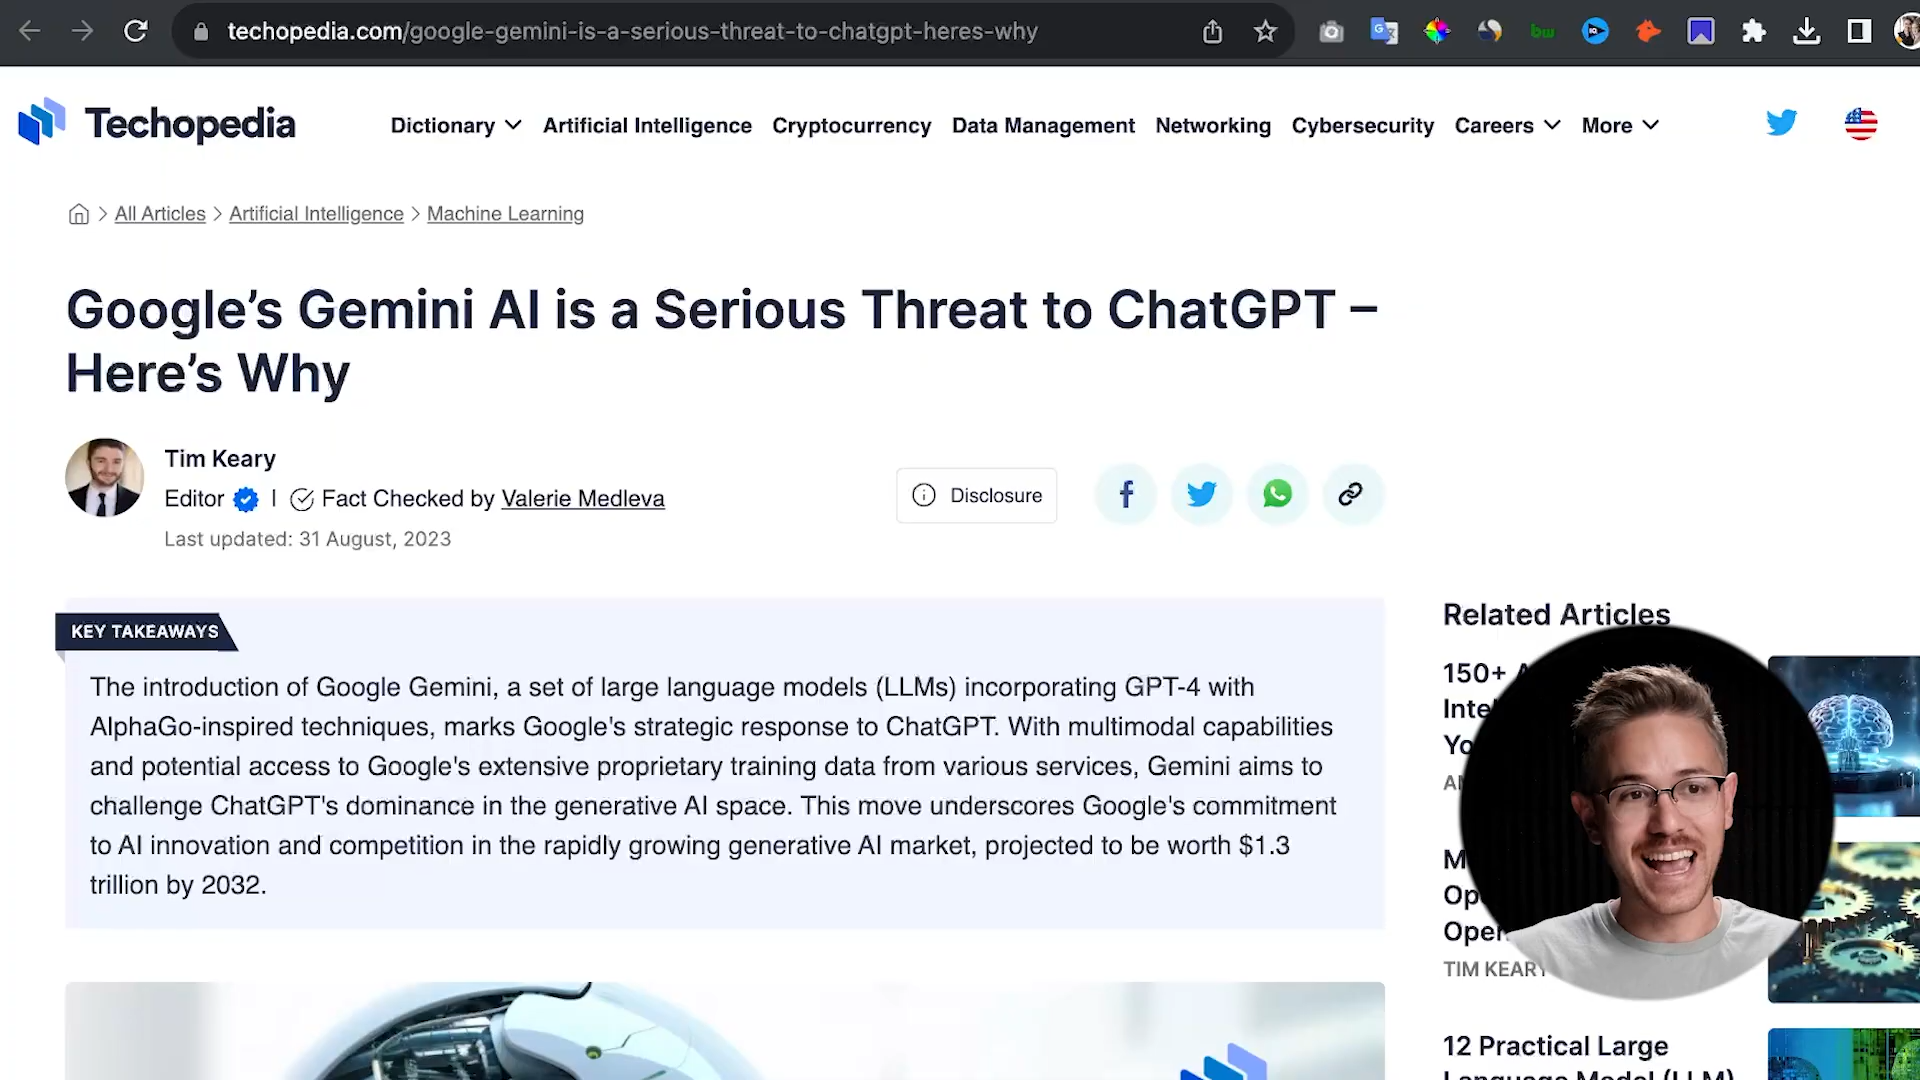 techopedia.com/google-gemini-is-a-serious-threat-to-chatgpt-heres-why
bw
Techopedia
Dictionary Artificial Intelligence Cryptocurrency Data Management Networking Cybersecurity Careers More
All Articles > Artificial Intelligence > Machine Learning
Google’s Gemini AI is a Serious Threat to ChatGPT –
Here’s Why
Tim Keary
Editor | Fact Checked by Valerie Medleva
Last updated: 31 August, 2023
Disclosure
KEY TAKEAWAYS
The introduction of Google Gemini, a set of large language models (LLMs) incorporating GPT-4 with
AlphaGo-inspired techniques, marks Google's strategic response to ChatGPT. With multimodal capabilities
and potential access to Google's extensive proprietary training data from various services, Gemini aims to
challenge ChatGPT's dominance in the generative AI space. This move underscores Google's commitment
to AI innovation and competition in the rapidly growing generative AI market, projected to be worth $1.3
trillion by 2032.
Related Articles
150+
TIM KEARY
12 Practical Large
Language Model (LLM)